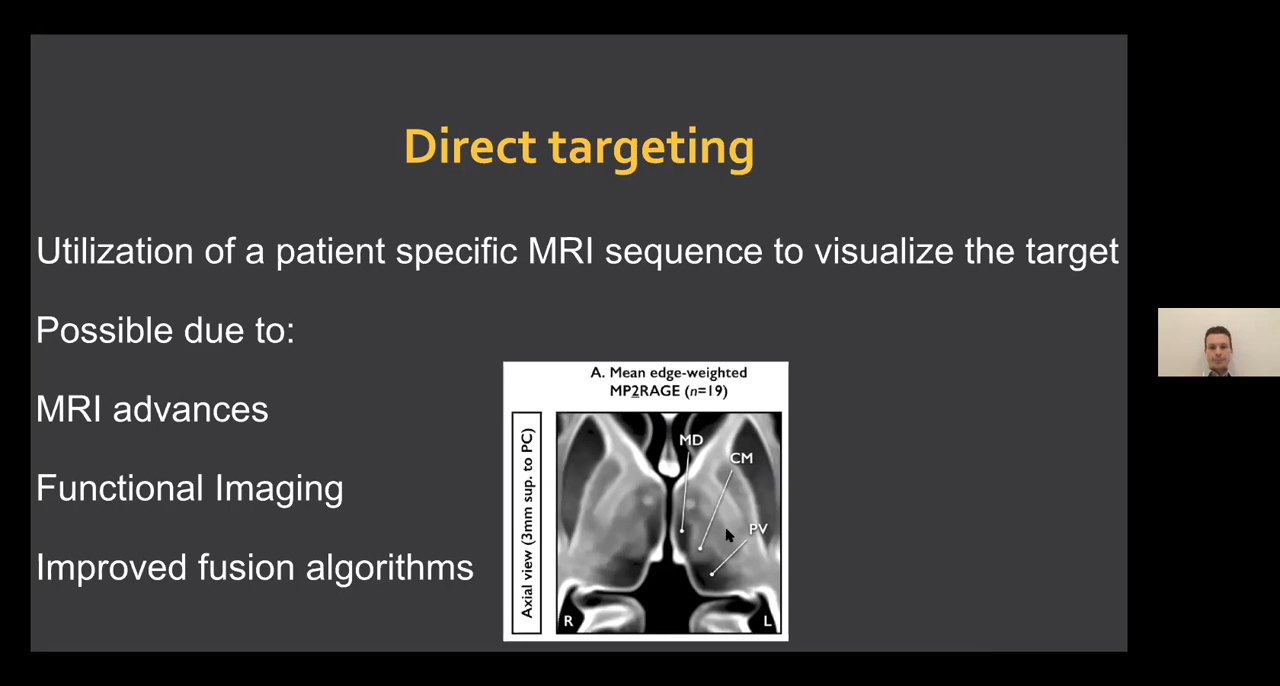 Direct targeting
Utilization of a patient specific MRI sequence to visualize the target
Possible due to:
MRI advances
Functional Imaging
Improved fusion algorithms
A. Mean edge-weighted
MP2RAGE (n=19)
Axial view (3mm sup. to PC)
MD
CM
PV
R
L